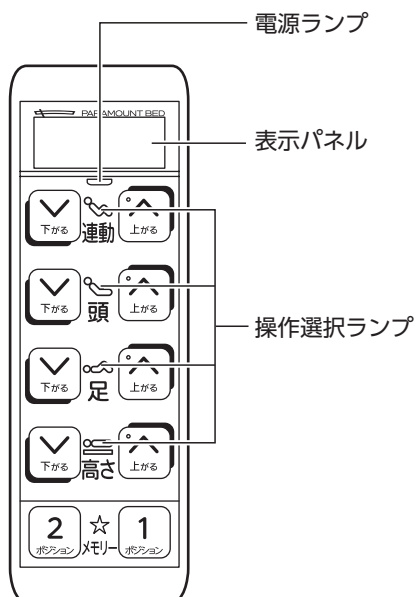 電源ランプ
PARAMOUNT BED
表示パネル
下がる 連動 上がる
下がる 頭 上がる
操作選択ランプ
下がる 足 上がる
下がる 高さ 上がる
2 ☆ 1
ポジション メモリー ポジション